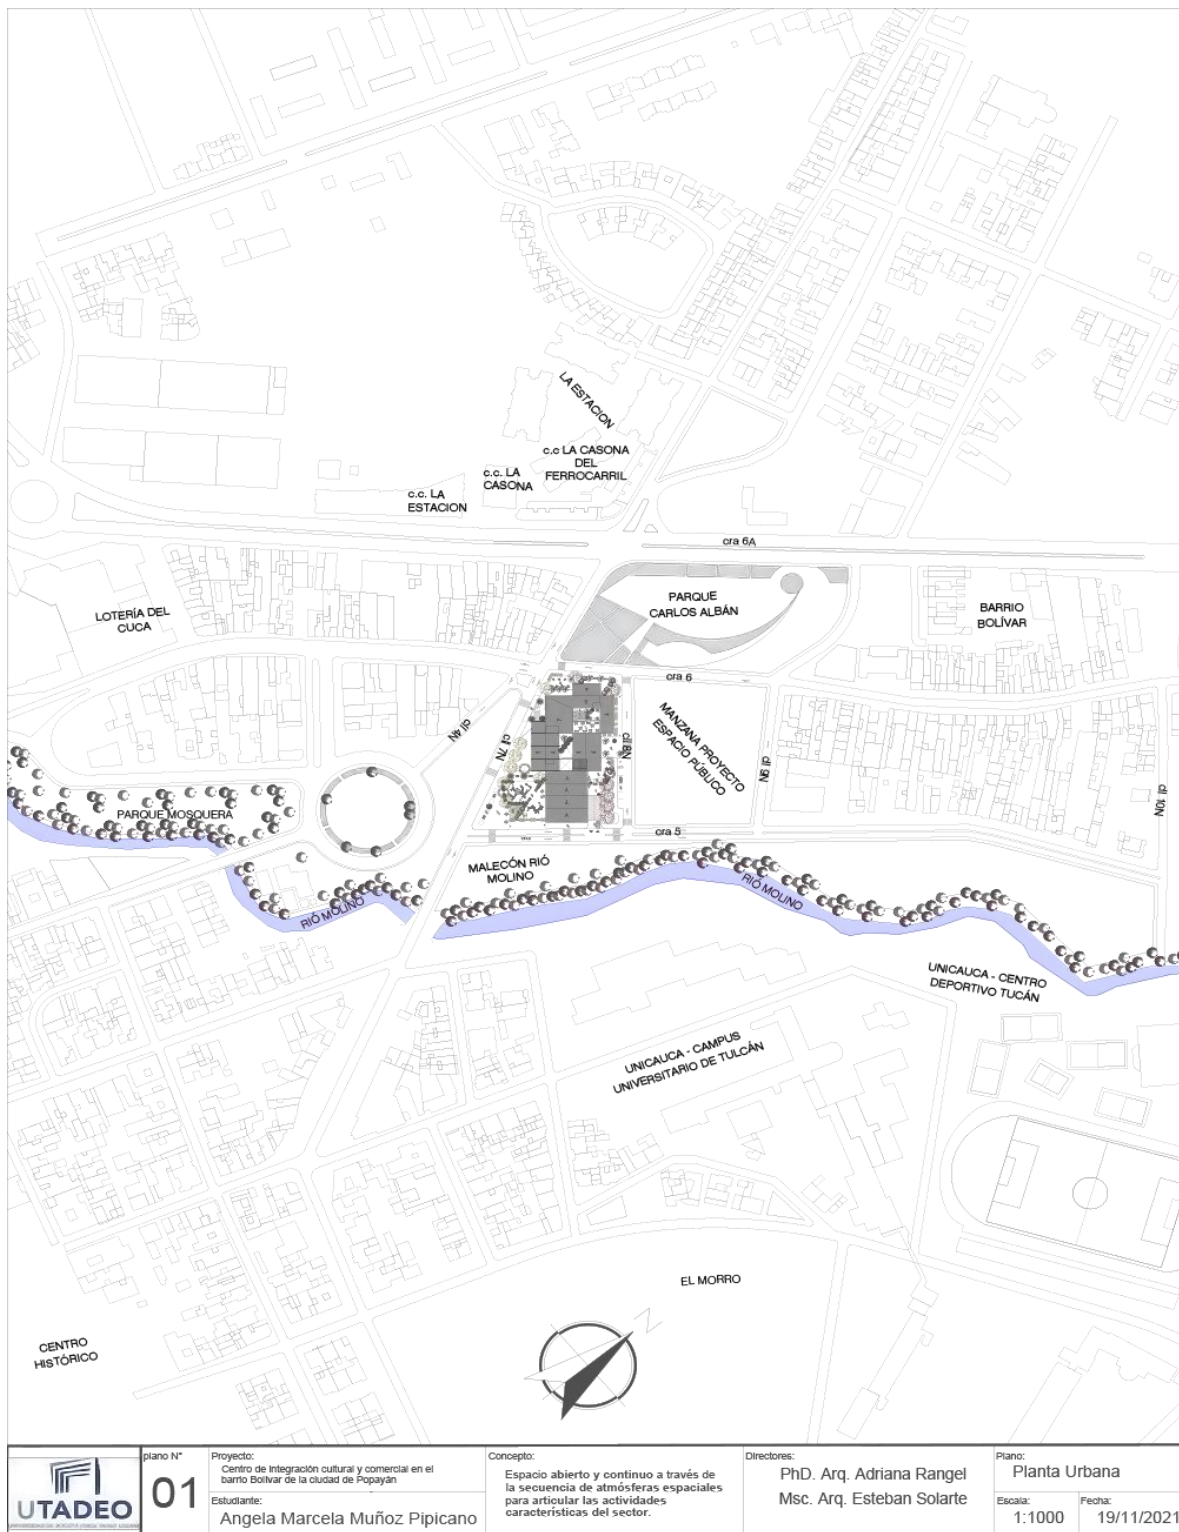 LA ESTACION
c.c LA CASONA
DEL
FERROCARRIL
c.c. LA
CASONA
c.c. LA
ESTACION
cra 6A
PARQUE
CARLOS ALBÁN
BARRIO
BOLÍVAR
LOTERÍA DEL
CUCA
cra 6
MANZANA PROYECTO
ESPACIO PÚBLICO
cll 4N
cll 7N
cll 8N
cll 9N
cll 10N
PARQUE MOSQUERA
cra 5
MALECÓN RIÓ
MOLINO
RIÓ MOLINO
RIÓ MOLINO
UNICAUCA - CENTRO
DEPORTIVO TUCÁN
UNICAUCA - CAMPUS
UNIVERSITARIO DE TULCÁN
EL MORRO
CENTRO
HISTÓRICO
N
UTADEO
plano N°
01
Proyecto:
Centro de Integración cultural y comercial en el
barrio Bolívar de la ciudad de Popayán
Estudiante:
Angela Marcela Muñoz Pipicano
Concepto:
Espacio abierto y continuo a través de
la secuencia de atmósferas espaciales
para articular las actividades
características del sector.
Directores:
PhD. Arq. Adriana Rangel
Msc. Arq. Esteban Solarte
Plano:
Planta Urbana
Escala:
1:1000
Fecha:
19/11/2021